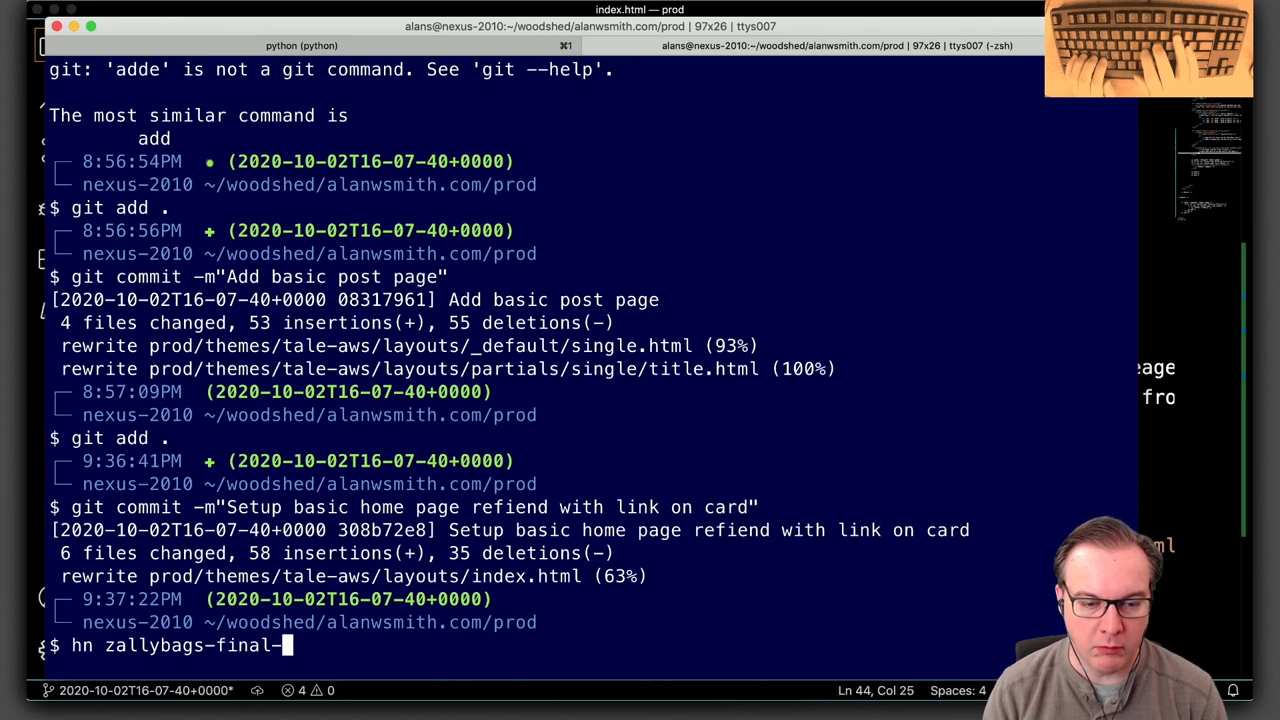 index.html — prod
alans@nexus-2010:~/woodshed/alanwsmith.com/prod | 97x26 | ttys007
python (python) ⌘1 alans@nexus-2010:~/woodshed/alanwsmith.com/prod | 97x26 | ttys007 (-zsh)
git: 'adde' is not a git command. See 'git --help'.
The most similar command is
add
8:56:54PM ● (2020-10-02T16-07-40+0000)
nexus-2010 ~/woodshed/alanwsmith.com/prod
$ git add .
8:56:56PM ✚ (2020-10-02T16-07-40+0000)
nexus-2010 ~/woodshed/alanwsmith.com/prod
$ git commit -m"Add basic post page"
[2020-10-02T16-07-40+0000 08317961] Add basic post page
4 files changed, 53 insertions(+), 55 deletions(-)
rewrite prod/themes/tale-aws/layouts/_default/single.html (93%)
rewrite prod/themes/tale-aws/layouts/partials/single/title.html (100%)
8:57:09PM (2020-10-02T16-07-40+0000)
nexus-2010 ~/woodshed/alanwsmith.com/prod
$ git add .
9:36:41PM ✚ (2020-10-02T16-07-40+0000)
nexus-2010 ~/woodshed/alanwsmith.com/prod
$ git commit -m"Setup basic home page refiend with link on card"
[2020-10-02T16-07-40+0000 308b72e8] Setup basic home page refiend with link on card
6 files changed, 58 insertions(+), 35 deletions(-)
rewrite prod/themes/tale-aws/layouts/index.html (63%)
9:37:22PM (2020-10-02T16-07-40+0000)
nexus-2010 ~/woodshed/alanwsmith.com/prod
$ hn zallybags-final-
2020-10-02T16-07-40+0000* 4 0 Ln 44, Col 25 Spaces: 4